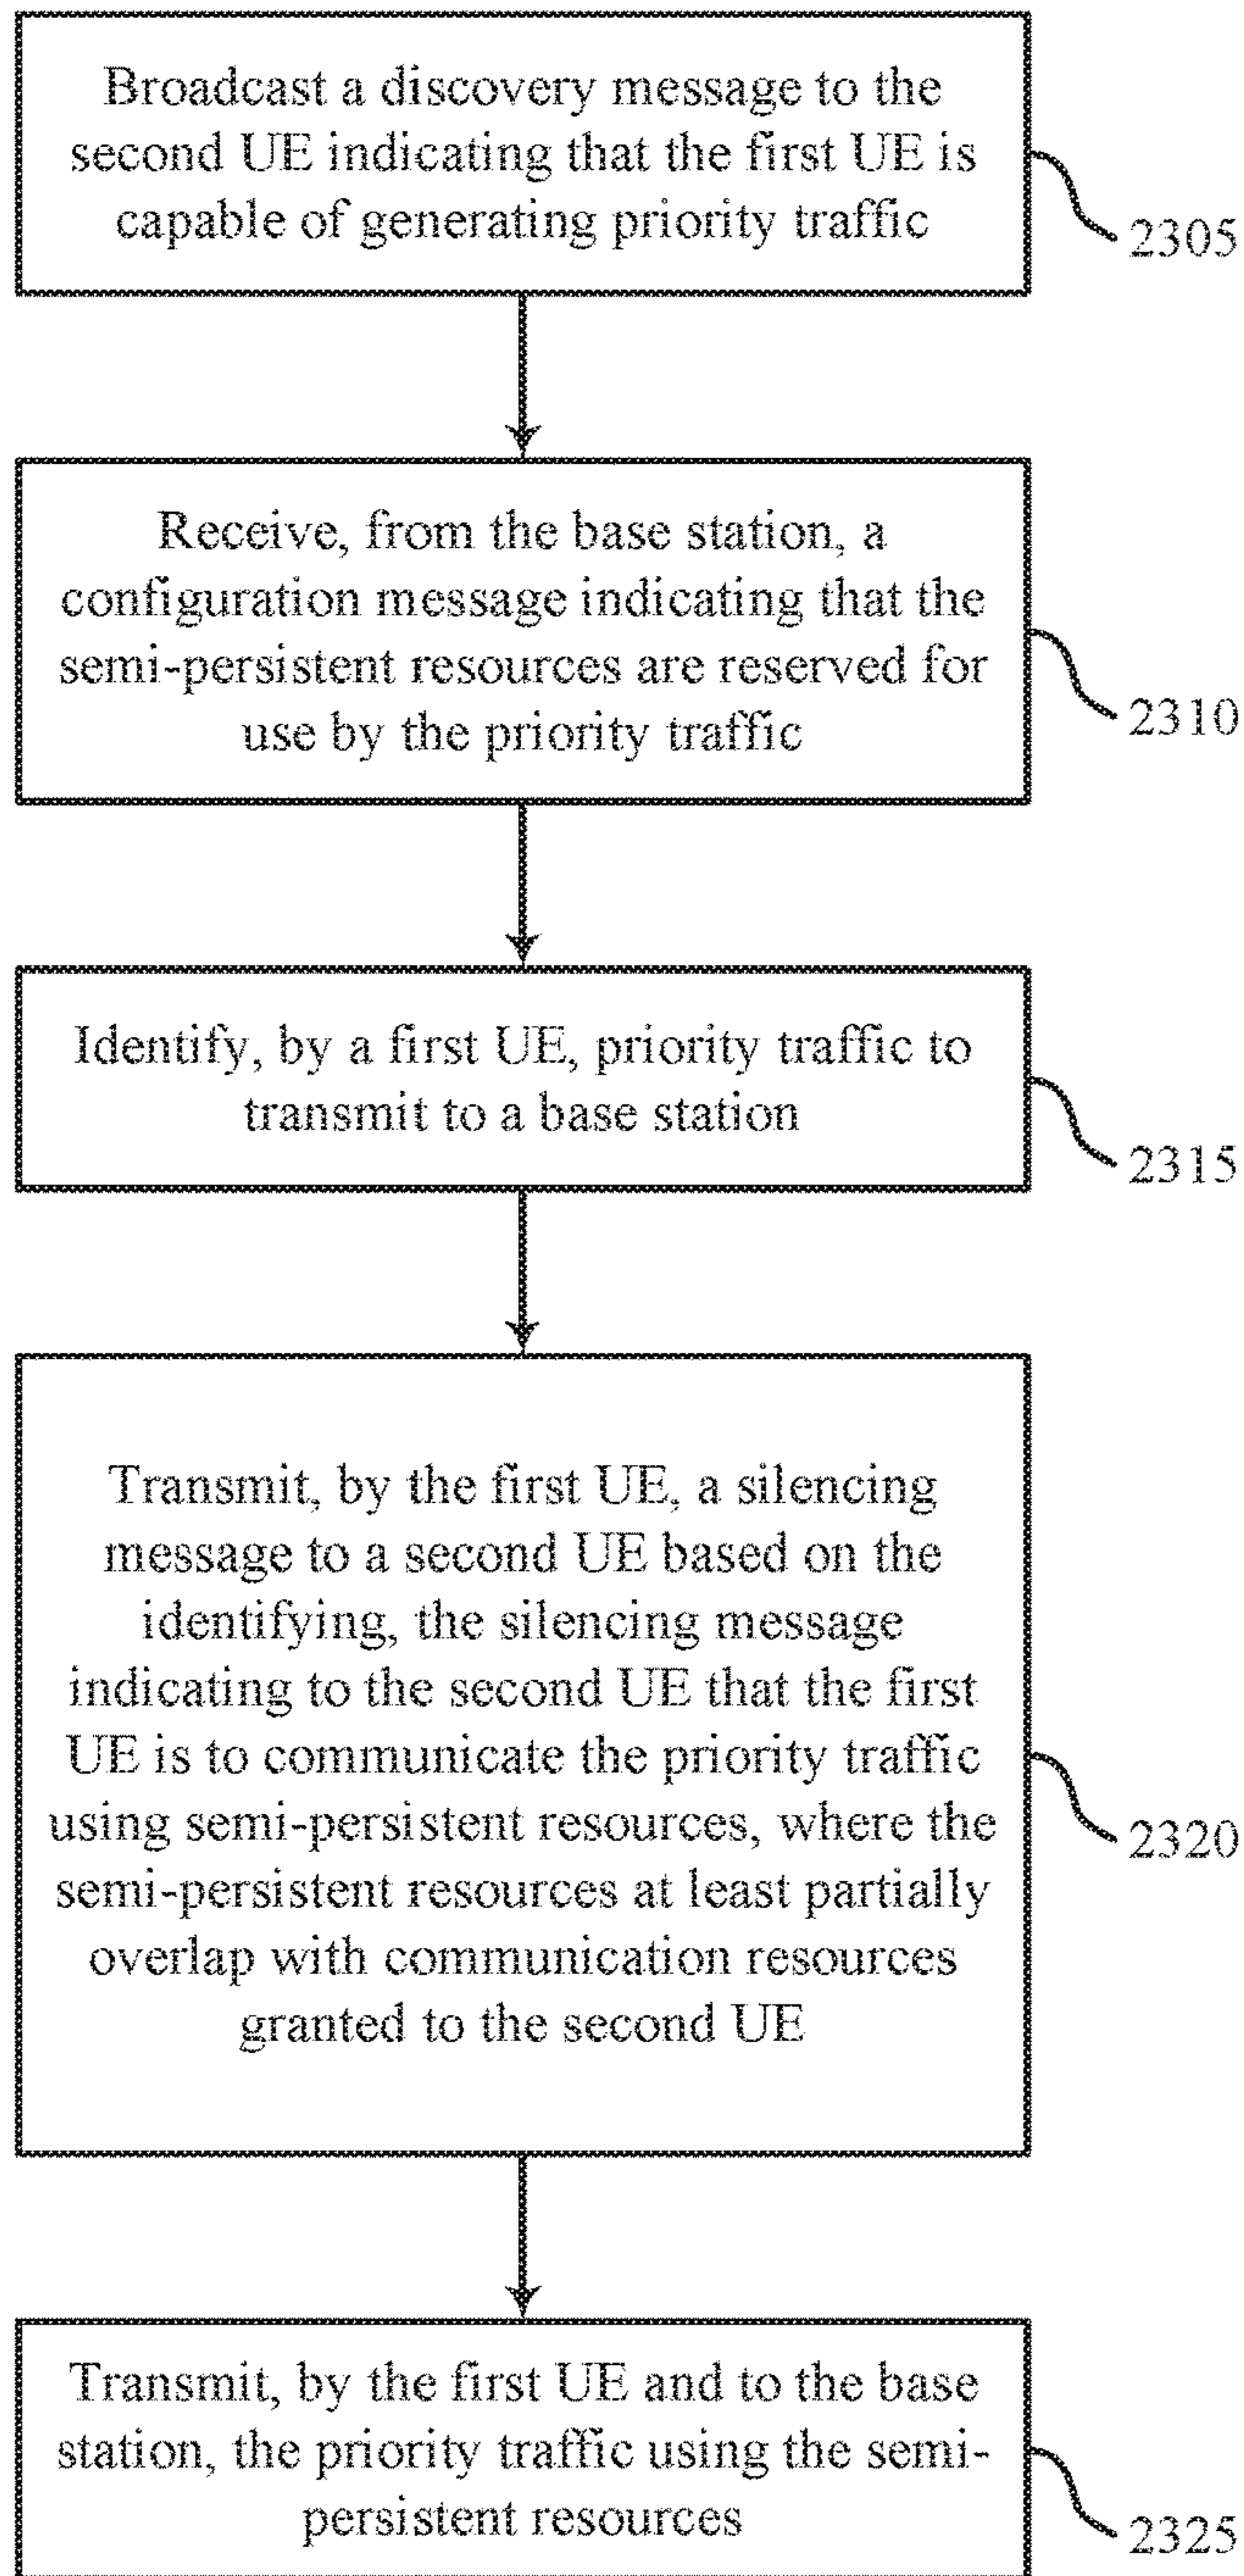 Broadcast a discovery message to the
second UE indicating that the first UE is
capable of generating priority traffic
2305
Receive, from the base station, a
configuration message indicating that the
semi-persistent resources are reserved for
use by the priority traffic
2310
Identify, by a first UE, priority traffic to
transmit to a base station
2315
Transmit, by the first UE, a silencing
message to a second UE based on the
identifying, the silencing message
indicating to the second UE that the first
UE is to communicate the priority traffic
using semi-persistent resources, where the
semi-persistent resources at least partially
overlap with communication resources
granted to the second UE
2320
Transmit, by the first UE and to the base
station, the priority traffic using the semi-
persistent resources
2325